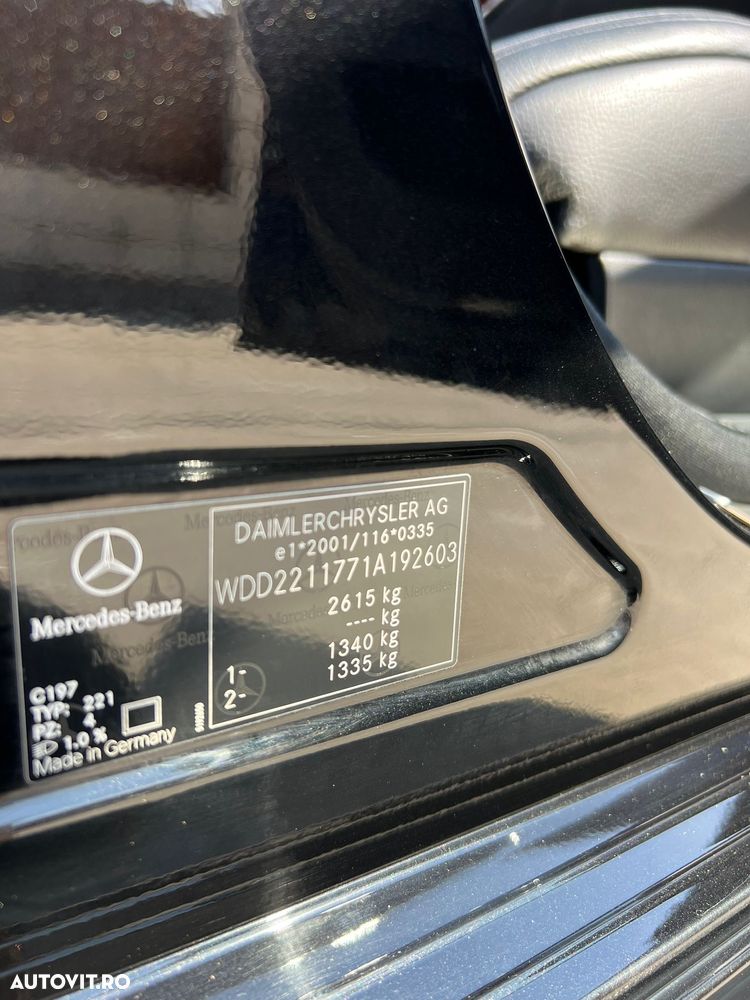 DAIMLERCHRYSLER AG
e1*2001/116*0335
WDD2211771A192603
2615 kg
---- kg
1- 1340 kg
2- 1335 kg
Mercedes-Benz
C197
TYP: 221
PZ: 4
1.0 %
Made in Germany
AUTOVIT.RO